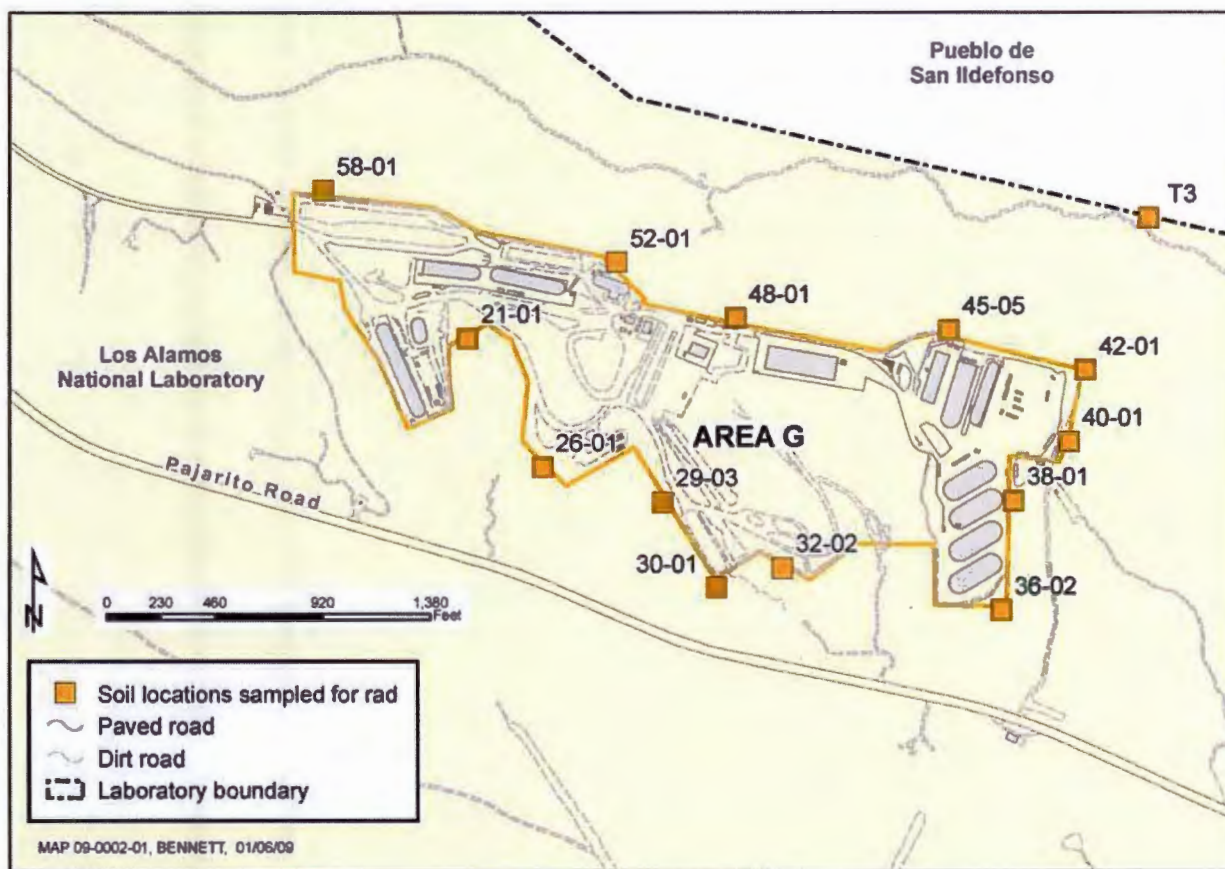 Pueblo de
San Ildefonso
58-01
T3
52-01
48-01
45-05
21-01
42-01
Los Alamos
National Laboratory
40-01
AREA G
26-01
38-01
29-03
Pajarito Road
32-02
30-01
36-02
N
0 230 460 920 1,380
Feet
Soil locations sampled for rad
Paved road
Dirt road
Laboratory boundary
MAP 09-0002-01, BENNETT, 01/06/09